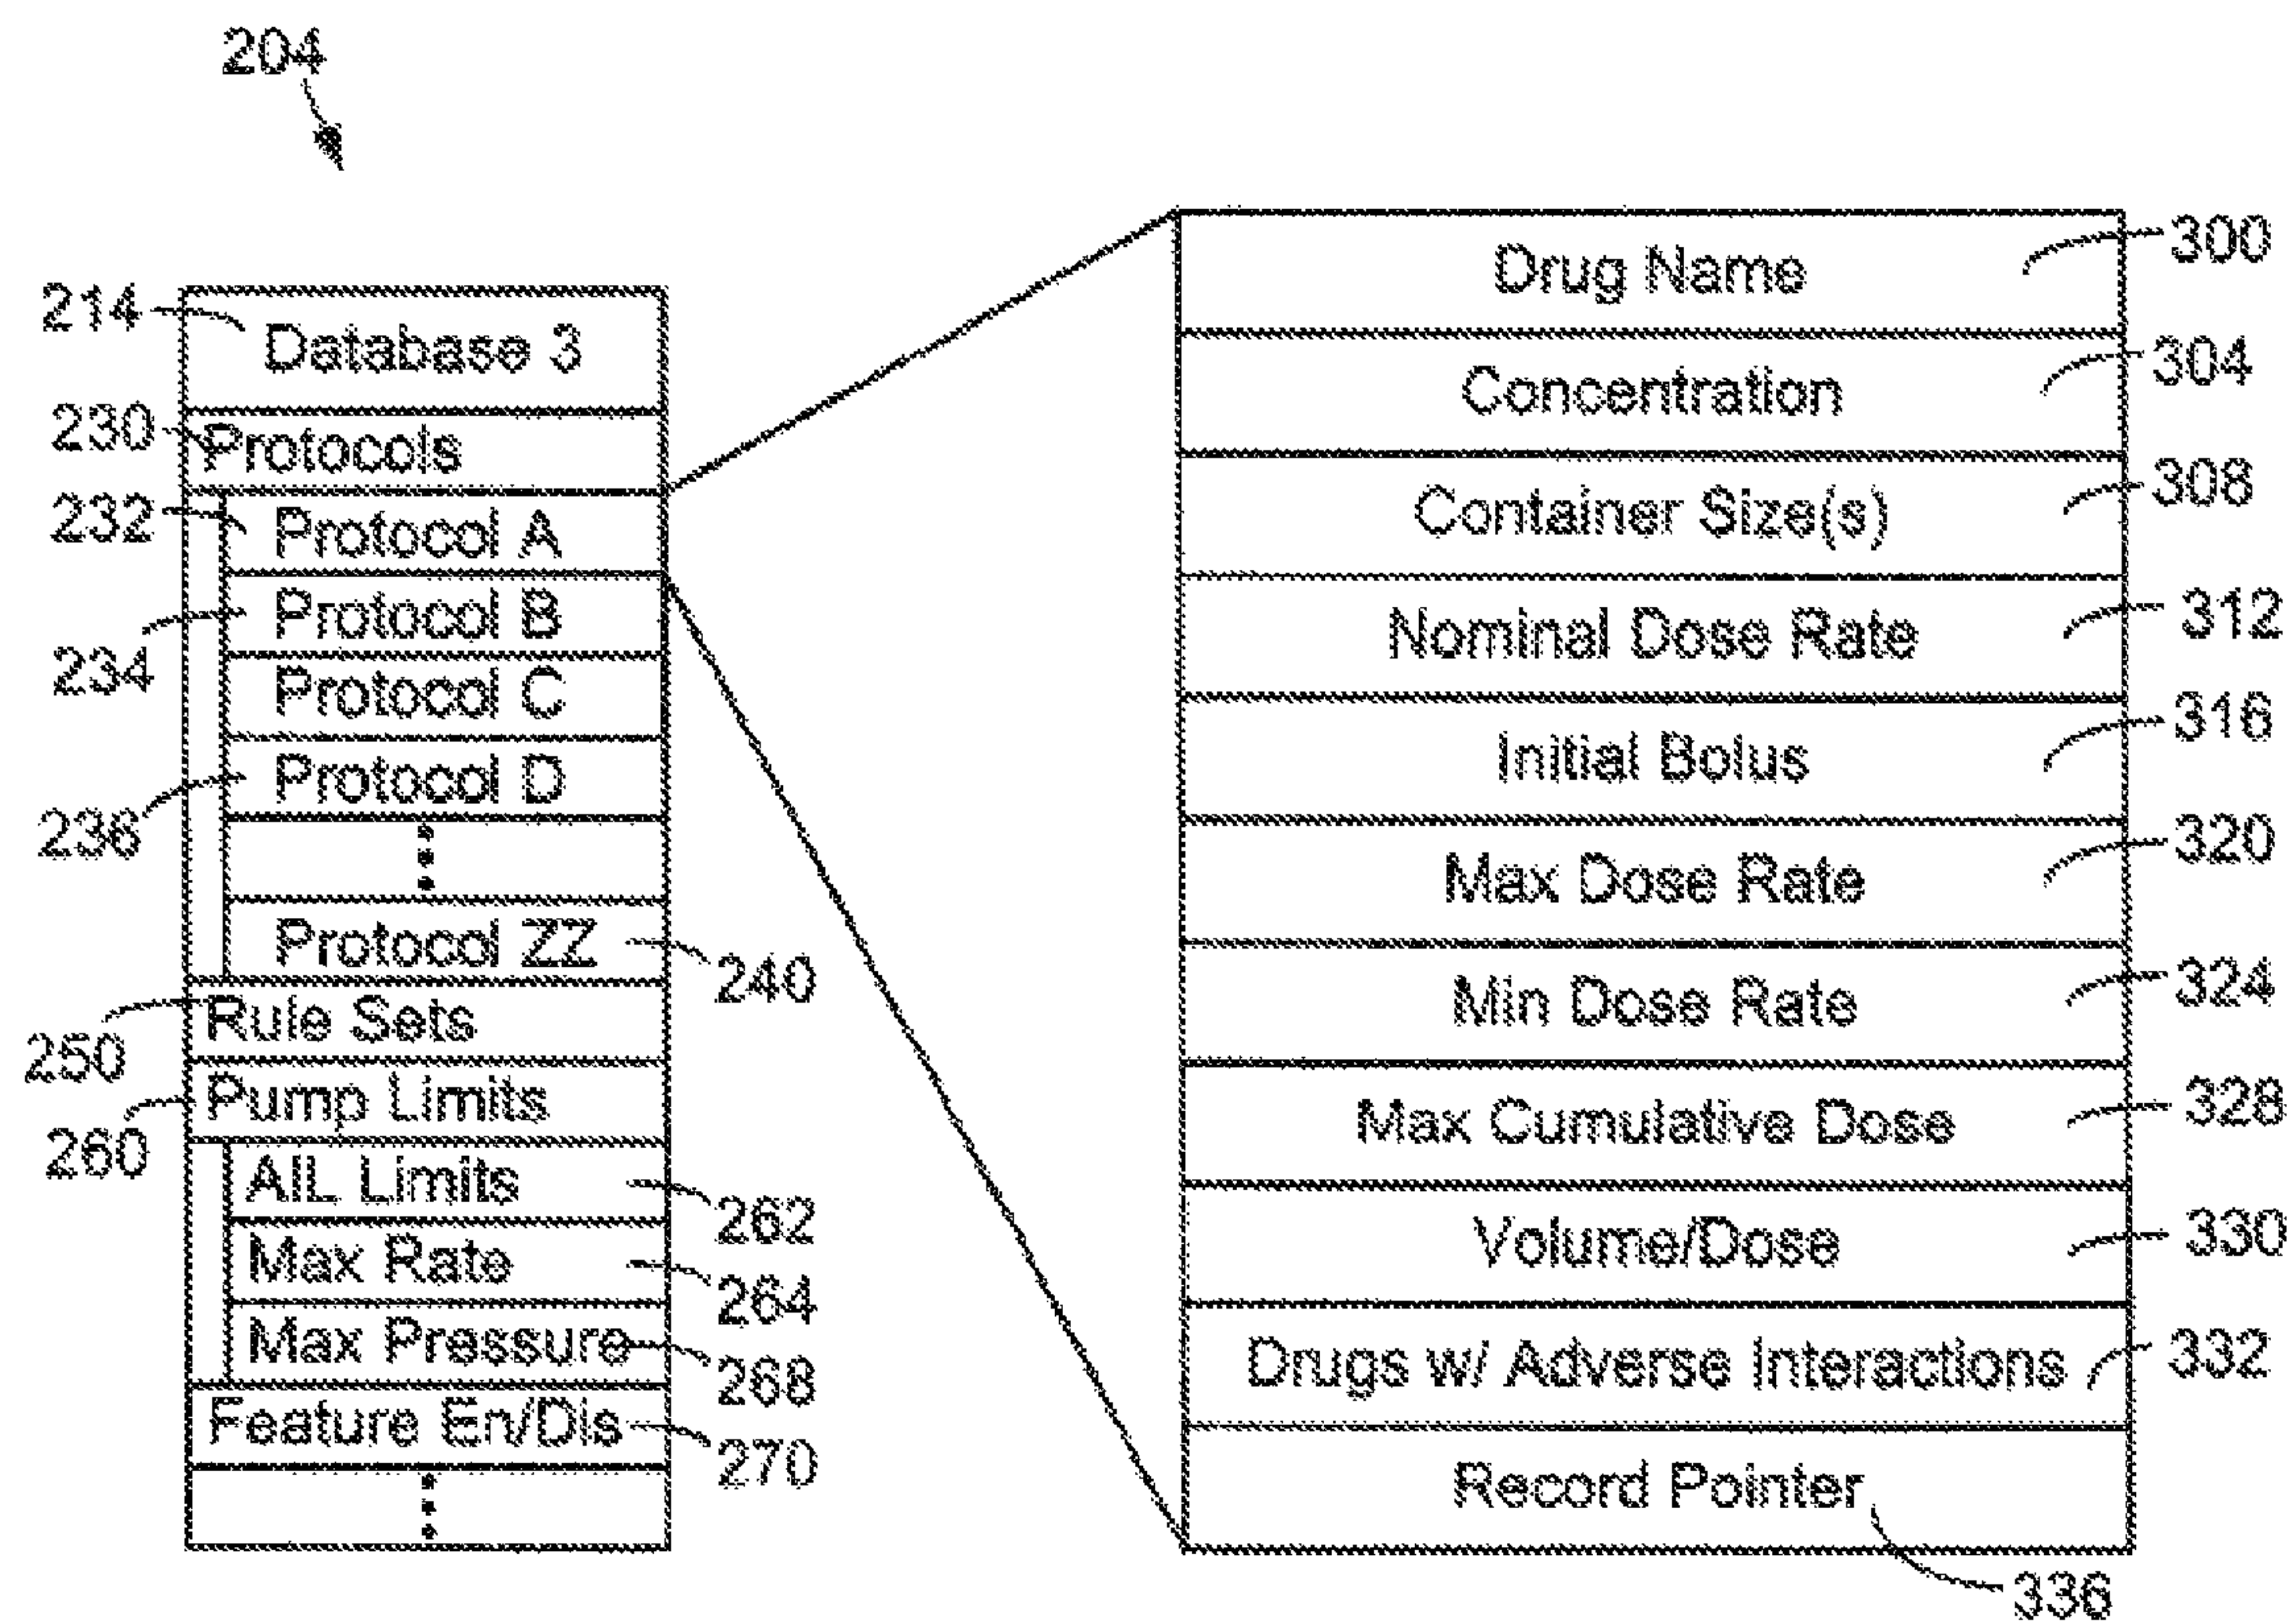 204
214
Database 3
230
Protocols
232
Protocol A
Protocol B
234
Protocol C
Protocol D
236
Protocol ZZ
240
Rule Sets
250
Pump Limits
260
AIL Limits
262
Max Rate
264
Max Pressure
268
Feature En/Dis
270
Drug Name
300
Concentration
304
Container Size(s)
308
Nominal Dose Rate
312
Initial Bolus
316
Max Dose Rate
320
Min Dose Rate
324
Max Cumulative Dose
328
Volume/Dose
330
Drugs w/ Adverse Interactions
332
Record Pointer
336